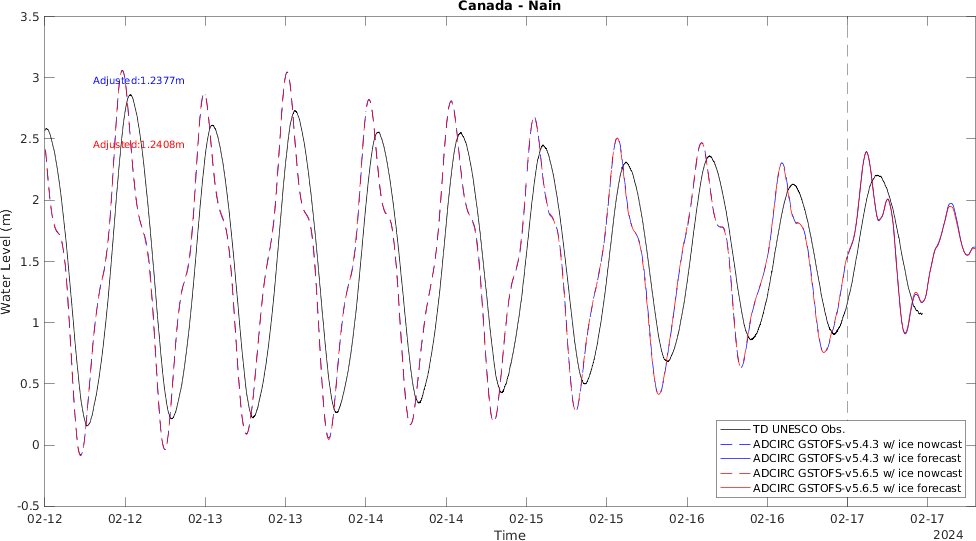 Canada - Nain
3.5
3
2.5
2
1.5
1
0.5
0
-0.5
Water Level (m)
Adjusted:1.2377m
Adjusted:1.2408m
TD UNESCO Obs.
ADCIRC GSTOFS-v5.4.3 w/ ice nowcast
ADCIRC GSTOFS-v5.4.3 w/ ice forecast
ADCIRC GSTOFS-v5.6.5 w/ ice nowcast
ADCIRC GSTOFS-v5.6.5 w/ ice forecast
02-12 02-12 02-13 02-13 02-14 02-14 02-15 02-15 02-16 02-16 02-17 02-17
Time
2024